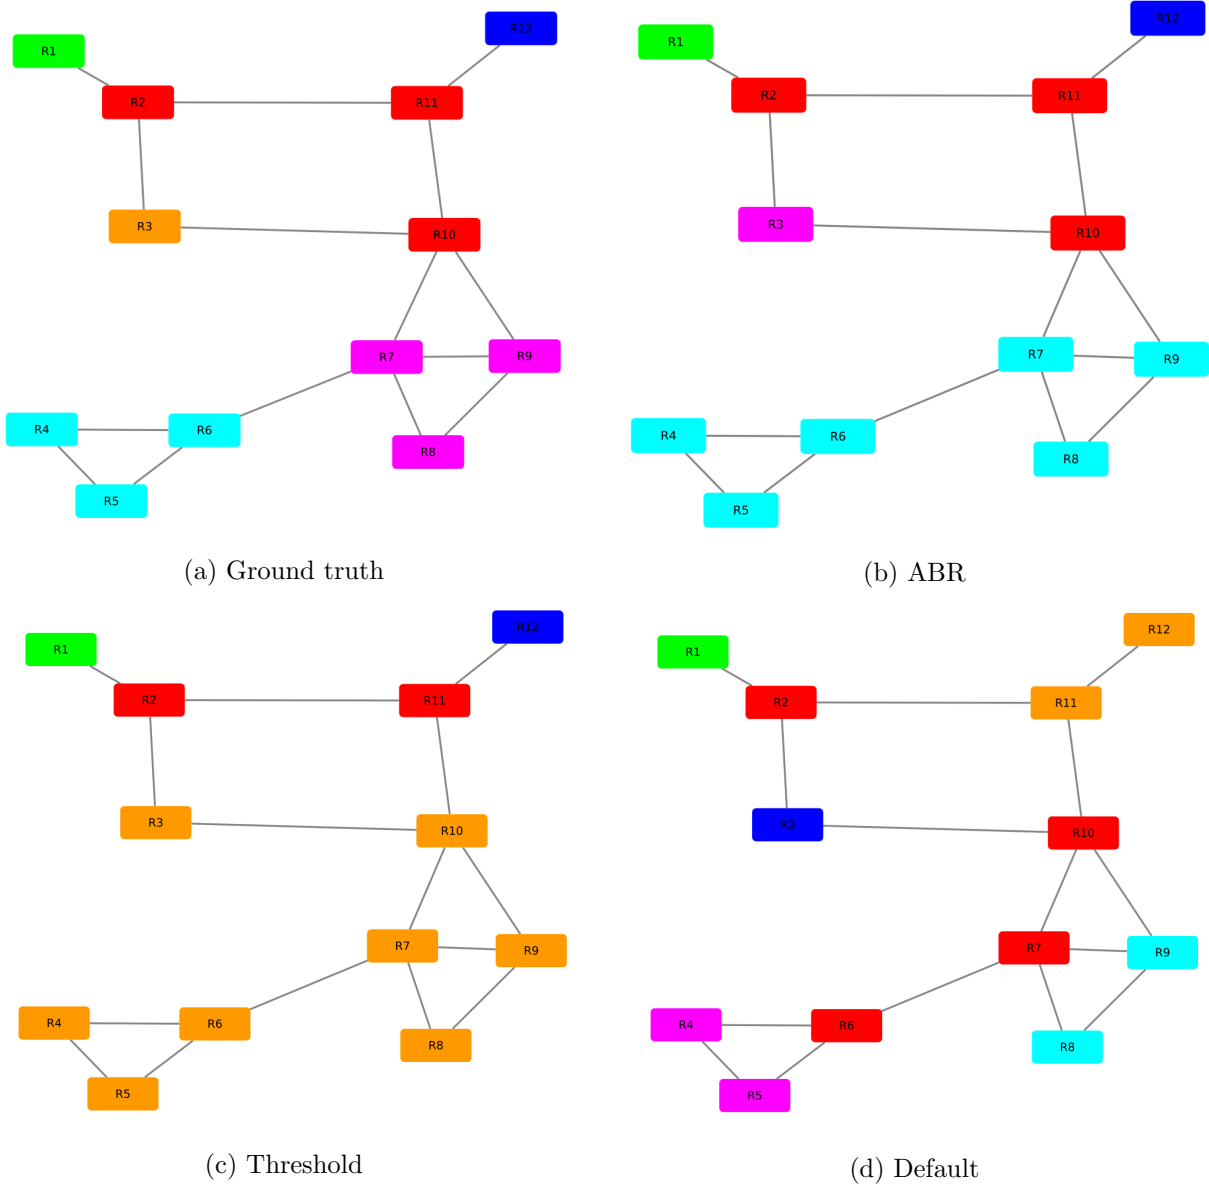 R12
R1
R2
R11
R3
R10
R7
R9
R4
R6
R8
R5
(a) Ground truth
R12
R1
R2
R11
R3
R10
R7
R9
R4
R6
R8
R5
(b) ABR
R12
R1
R2
R11
R3
R10
R7
R9
R4
R6
R8
R5
(c) Threshold
R12
R1
R2
R11
R3
R10
R7
R9
R4
R6
R8
R5
(d) Default